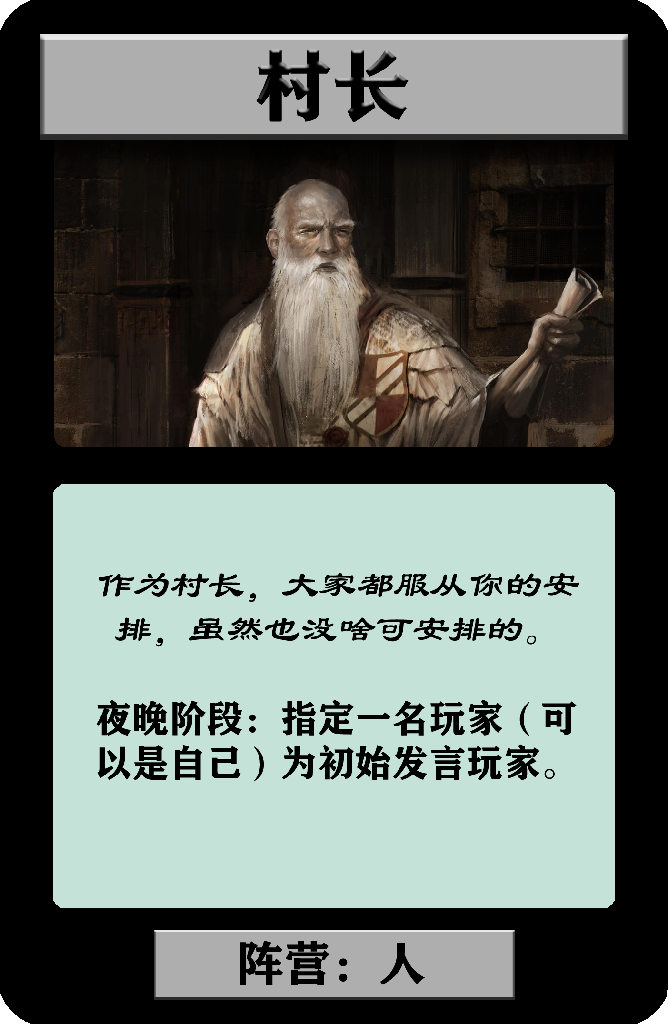 村长
作为村长，大家都服从你的安
排，虽然也没啥可安排的。
夜晚阶段：指定一名玩家（可
以是自己）为初始发言玩家。
阵营：人